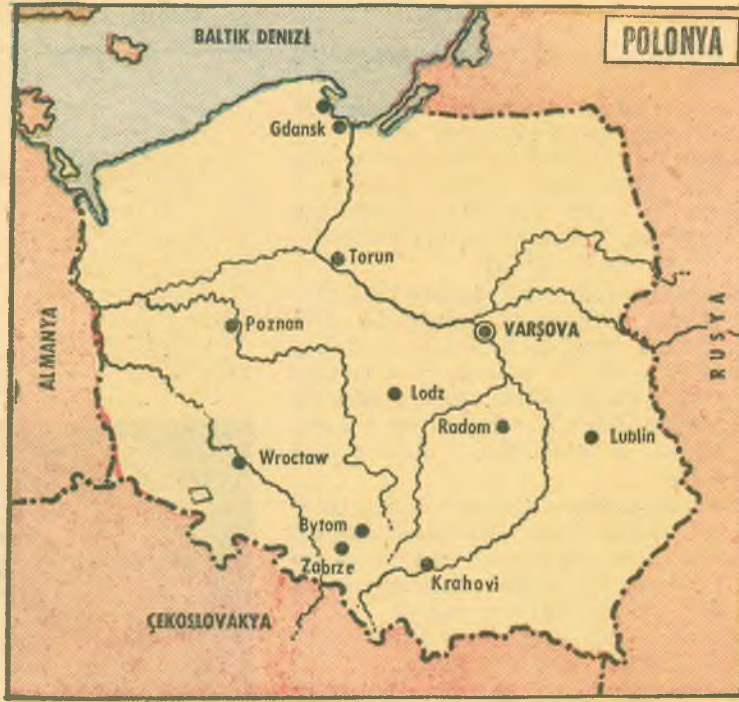 BALTIK DENIZİ
POLONYA
Gdansk
Torun
Poznan
VARŞOVA
ALMANYA
RUSYA
Lodz
Radom
Lublin
Wroctaw
Bytom
Zabrze
Krahovi
ÇEKOSLOVAKYA